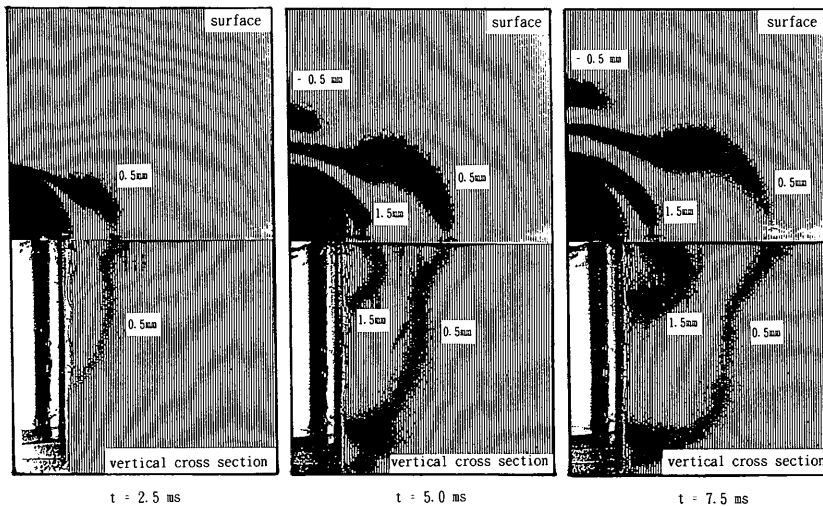 surface
0.5mm
0.5mm
vertical cross section
t = 2.5 ms
surface
- 0.5 mm
0.5mm
1.5mm
1.5mm
0.5mm
vertical cross section
t = 5.0 ms
surface
- 0.5 mm
0.5mm
1.5mm
1.5mm
0.5mm
vertical cross section
t = 7.5 ms